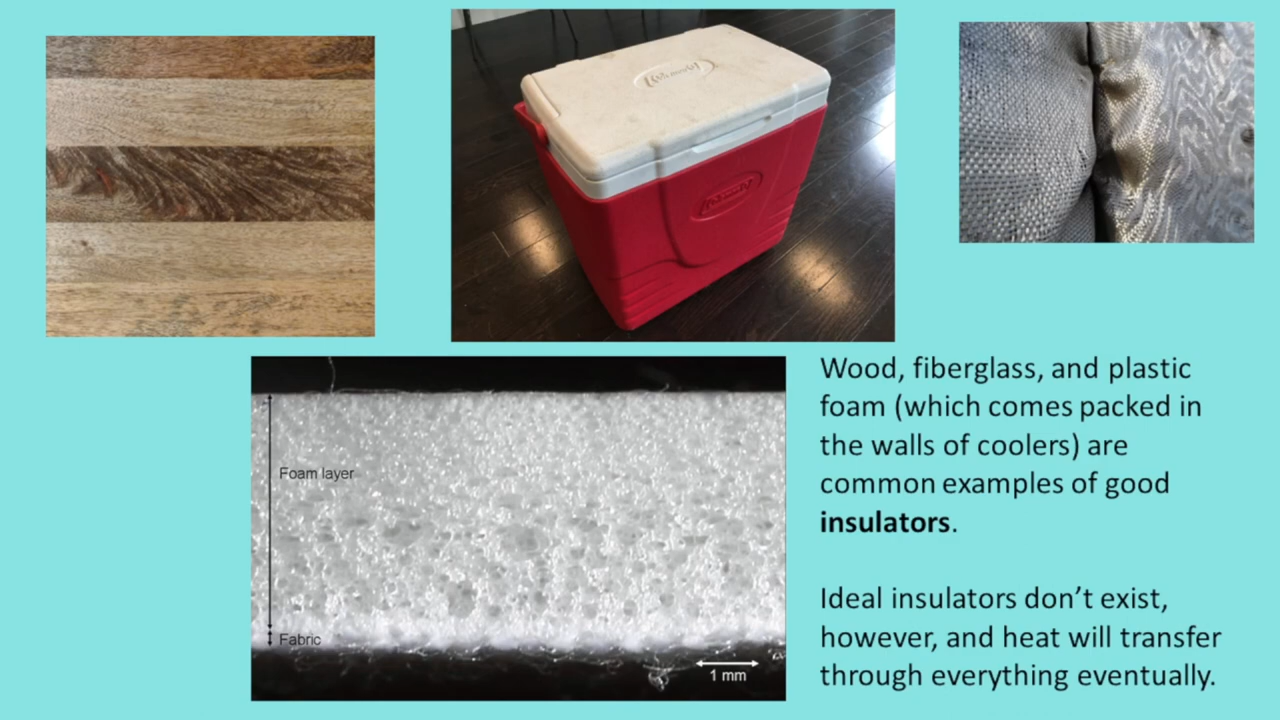 Foam layer
Fabric
1 mm
Wood, fiberglass, and plastic
foam (which comes packed in
the walls of coolers) are
common examples of good
insulators.
Ideal insulators don’t exist,
however, and heat will transfer
through everything eventually.